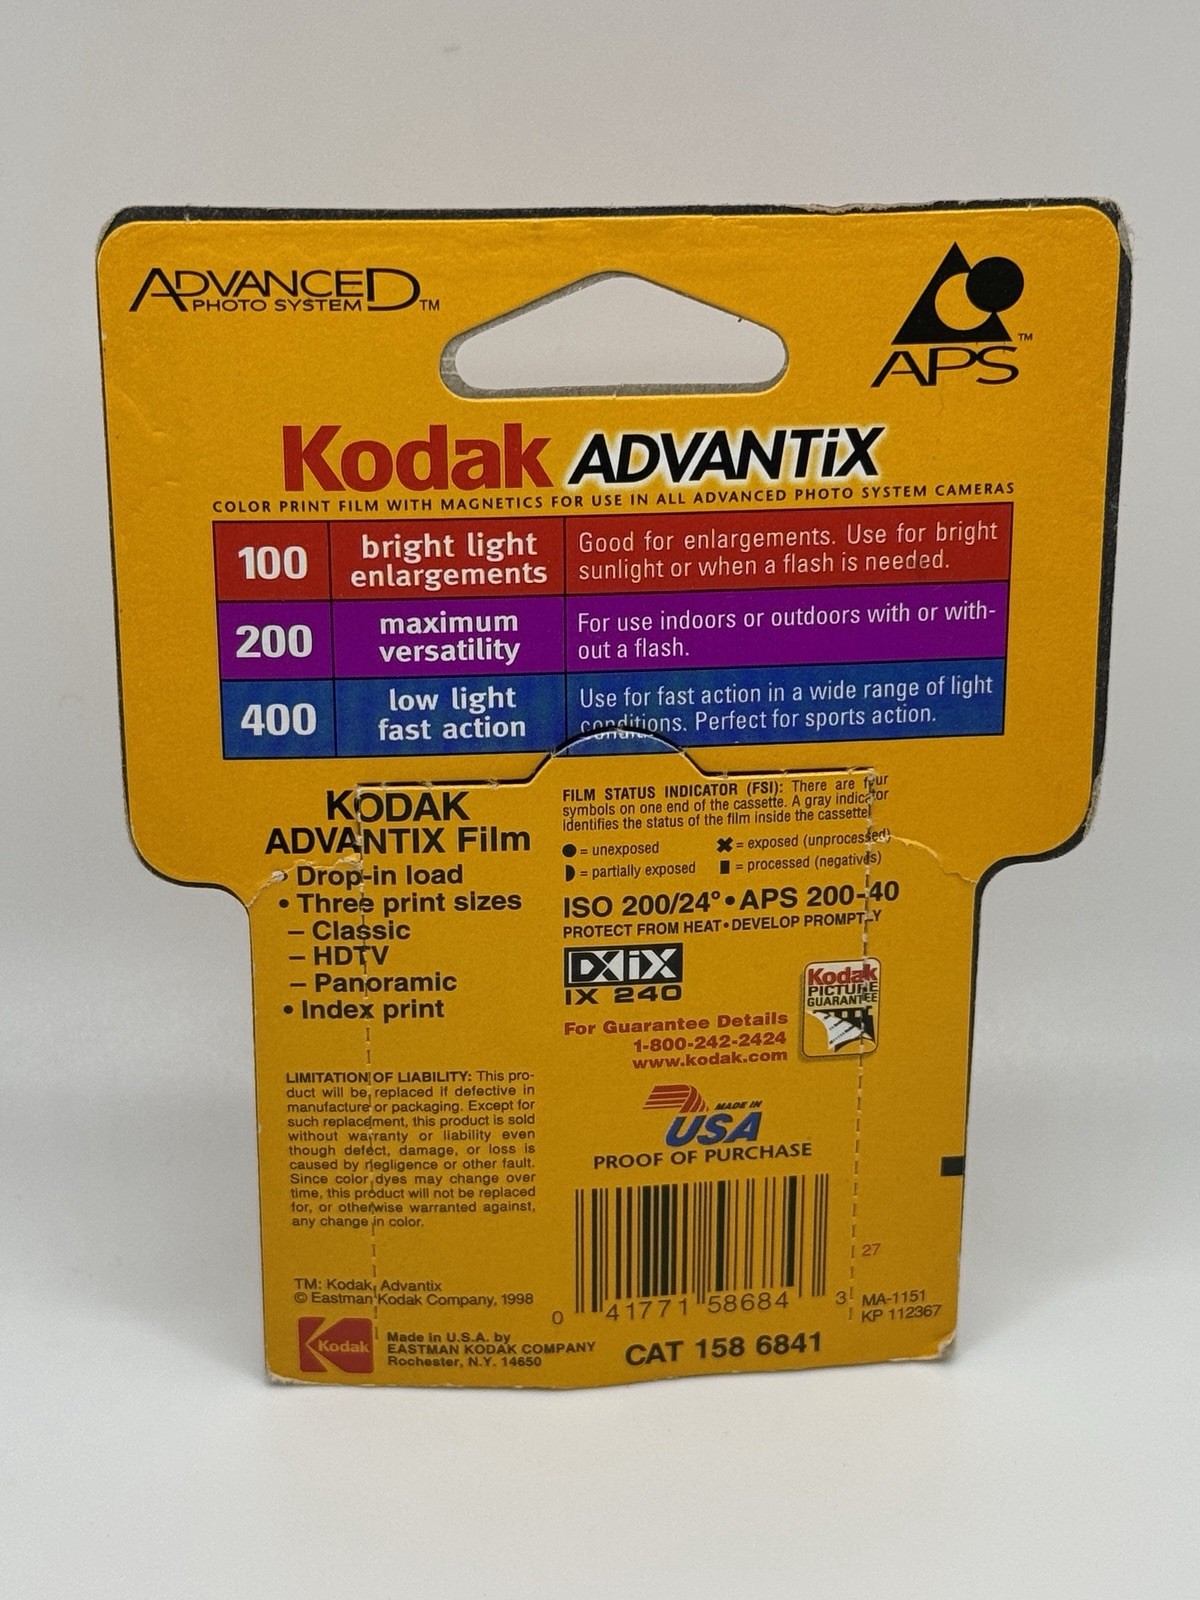 ADVANCED
PHOTO SYSTEM™
APS™
Kodak ADVANTiX
COLOR PRINT FILM WITH MAGNETICS FOR USE IN ALL ADVANCED PHOTO SYSTEM CAMERAS
100
bright light
enlargements
Good for enlargements. Use for bright
sunlight or when a flash is needed.
200
maximum
versatility
For use indoors or outdoors with or with-
out a flash.
400
low light
fast action
Use for fast action in a wide range of light
conditions. Perfect for sports action.
KODAK
ADVANTIX Film
• Drop-in load
• Three print sizes
– Classic
– HDTV
– Panoramic
• Index print
LIMITATION OF LIABILITY: This pro-
duct will be replaced if defective in
manufacture or packaging. Except for
such replacement, this product is sold
without warranty or liability even
though defect, damage, or loss is
caused by negligence or other fault.
Since color dyes may change over
time, this product will not be replaced
for, or otherwise warranted against,
any change in color.
TM: Kodak, Advantix
© Eastman Kodak Company, 1998
Kodak
Made in U.S.A. by
EASTMAN KODAK COMPANY
Rochester, N.Y. 14650
FILM STATUS INDICATOR (FSI): There are four
symbols on one end of the cassette. A gray indicator
identifies the status of the film inside the cassette
● = unexposed
✖ = exposed (unprocessed)
◗ = partially exposed
■ = processed (negatives)
ISO 200/24° • APS 200-40
PROTECT FROM HEAT • DEVELOP PROMPTLY
DXiX
IX 240
Kodak
PICTURE
GUARANTEE
For Guarantee Details
1-800-242-2424
www.kodak.com
MADE IN
USA
PROOF OF PURCHASE
0 41771 58684 3
27
MA-1151
KP 112367
CAT 158 6841